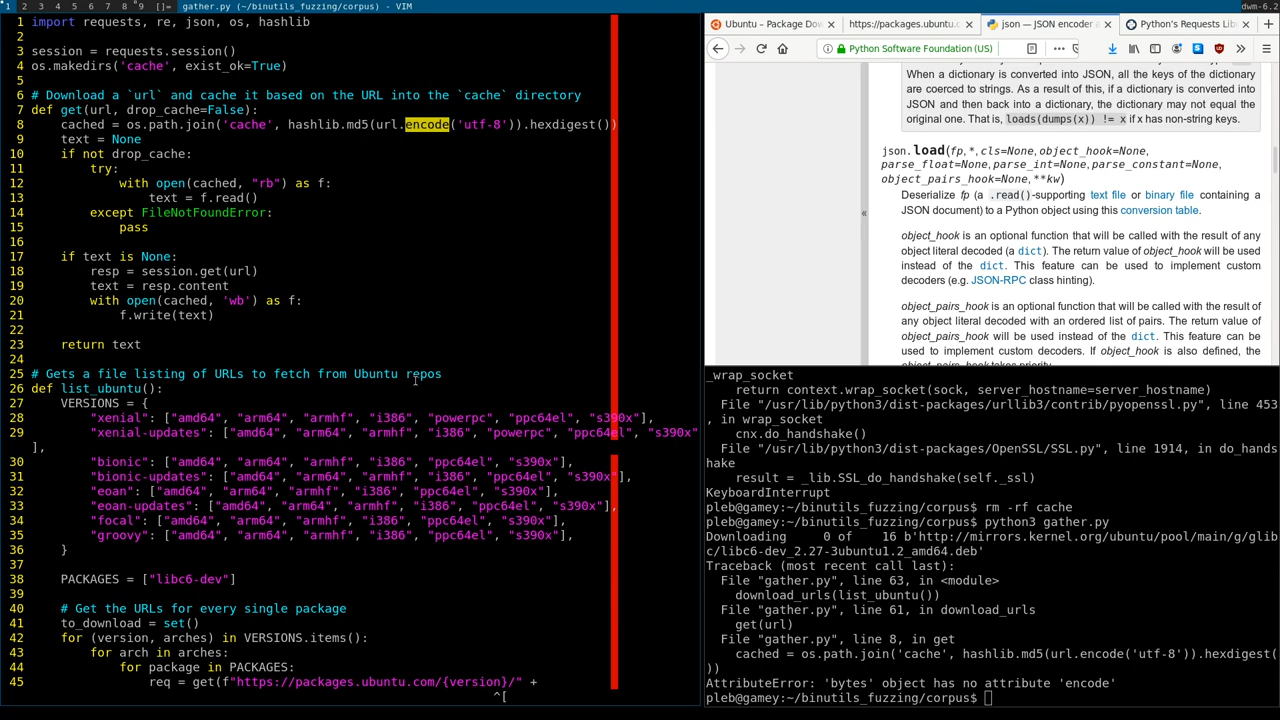 1 2 3 4 5 6 7 8 9 []= gather.py (~/binutils_fuzzing/corpus) - VIM
dwm-6.2
1 import requests, re, json, os, hashlib
2
3 session = requests.session()
4 os.makedirs('cache', exist_ok=True)
5
6 # Download a `url` and cache it based on the URL into the `cache` directory
7 def get(url, drop_cache=False):
8     cached = os.path.join('cache', hashlib.md5(url.encode('utf-8')).hexdigest())
9     text = None
10     if not drop_cache:
11         try:
12             with open(cached, "rb") as f:
13                 text = f.read()
14         except FileNotFoundError:
15             pass
16
17     if text is None:
18         resp = session.get(url)
19         text = resp.content
20         with open(cached, 'wb') as f:
21             f.write(text)
22
23     return text
24
25 # Gets a file listing of URLs to fetch from Ubuntu repos
26 def list_ubuntu():
27     VERSIONS = {
28         "xenial": ["amd64", "arm64", "armhf", "i386", "powerpc", "ppc64el", "s390x"],
29         "xenial-updates": ["amd64", "arm64", "armhf", "i386", "powerpc", "ppc64el", "s390x"
],
30         "bionic": ["amd64", "arm64", "armhf", "i386", "ppc64el", "s390x"],
31         "bionic-updates": ["amd64", "arm64", "armhf", "i386", "ppc64el", "s390x"],
32         "eoan": ["amd64", "arm64", "armhf", "i386", "ppc64el", "s390x"],
33         "eoan-updates": ["amd64", "arm64", "armhf", "i386", "ppc64el", "s390x"],
34         "focal": ["amd64", "arm64", "armhf", "i386", "ppc64el", "s390x"],
35         "groovy": ["amd64", "arm64", "armhf", "i386", "ppc64el", "s390x"],
36     }
37
38     PACKAGES = ["libc6-dev"]
39
40     # Get the URLs for every single package
41     to_download = set()
42     for (version, arches) in VERSIONS.items():
43         for arch in arches:
44             for package in PACKAGES:
45                 req = get(f"https://packages.ubuntu.com/{version}/" +
^[
Ubuntu – Package Dow
https://packages.ubuntu.c
json — JSON encoder a
Python's Requests Lib
Python Software Foundation (US)
When a dictionary is converted into JSON, all the keys of the dictionary
are coerced to strings. As a result of this, if a dictionary is converted
into JSON and then back into a dictionary, the dictionary may not equal the
original one. That is, loads(dumps(x)) != x if x has non-string keys.
json.load(fp, *, cls=None, object_hook=None,
parse_float=None, parse_int=None, parse_constant=None,
object_pairs_hook=None, **kw)
Deserialize fp (a .read()-supporting text file or binary file containing a
JSON document) to a Python object using this conversion table.
object_hook is an optional function that will be called with the result of any
object literal decoded (a dict). The return value of object_hook will be used
instead of the dict. This feature can be used to implement custom
decoders (e.g. JSON-RPC class hinting).
object_pairs_hook is an optional function that will be called with the result of
any object literal decoded with an ordered list of pairs. The return value of
object_pairs_hook will be used instead of the dict. This feature can be
used to implement custom decoders. If object_hook is also defined, the
«
_wrap_socket
    return context.wrap_socket(sock, server_hostname=server_hostname)
  File "/usr/lib/python3/dist-packages/urllib3/contrib/pyopenssl.py", line 453
, in wrap_socket
    cnx.do_handshake()
  File "/usr/lib/python3/dist-packages/OpenSSL/SSL.py", line 1914, in do_hands
hake
    result = _lib.SSL_do_handshake(self._ssl)
KeyboardInterrupt
pleb@gamey:~/binutils_fuzzing/corpus$ rm -rf cache
pleb@gamey:~/binutils_fuzzing/corpus$ python3 gather.py
Downloading     0 of    16 b'http://mirrors.kernel.org/ubuntu/pool/main/g/glib
c/libc6-dev_2.27-3ubuntu1.2_amd64.deb'
Traceback (most recent call last):
  File "gather.py", line 63, in <module>
    download_urls(list_ubuntu())
  File "gather.py", line 61, in download_urls
    get(url)
  File "gather.py", line 8, in get
    cached = os.path.join('cache', hashlib.md5(url.encode('utf-8')).hexdigest(
))
AttributeError: 'bytes' object has no attribute 'encode'
pleb@gamey:~/binutils_fuzzing/corpus$